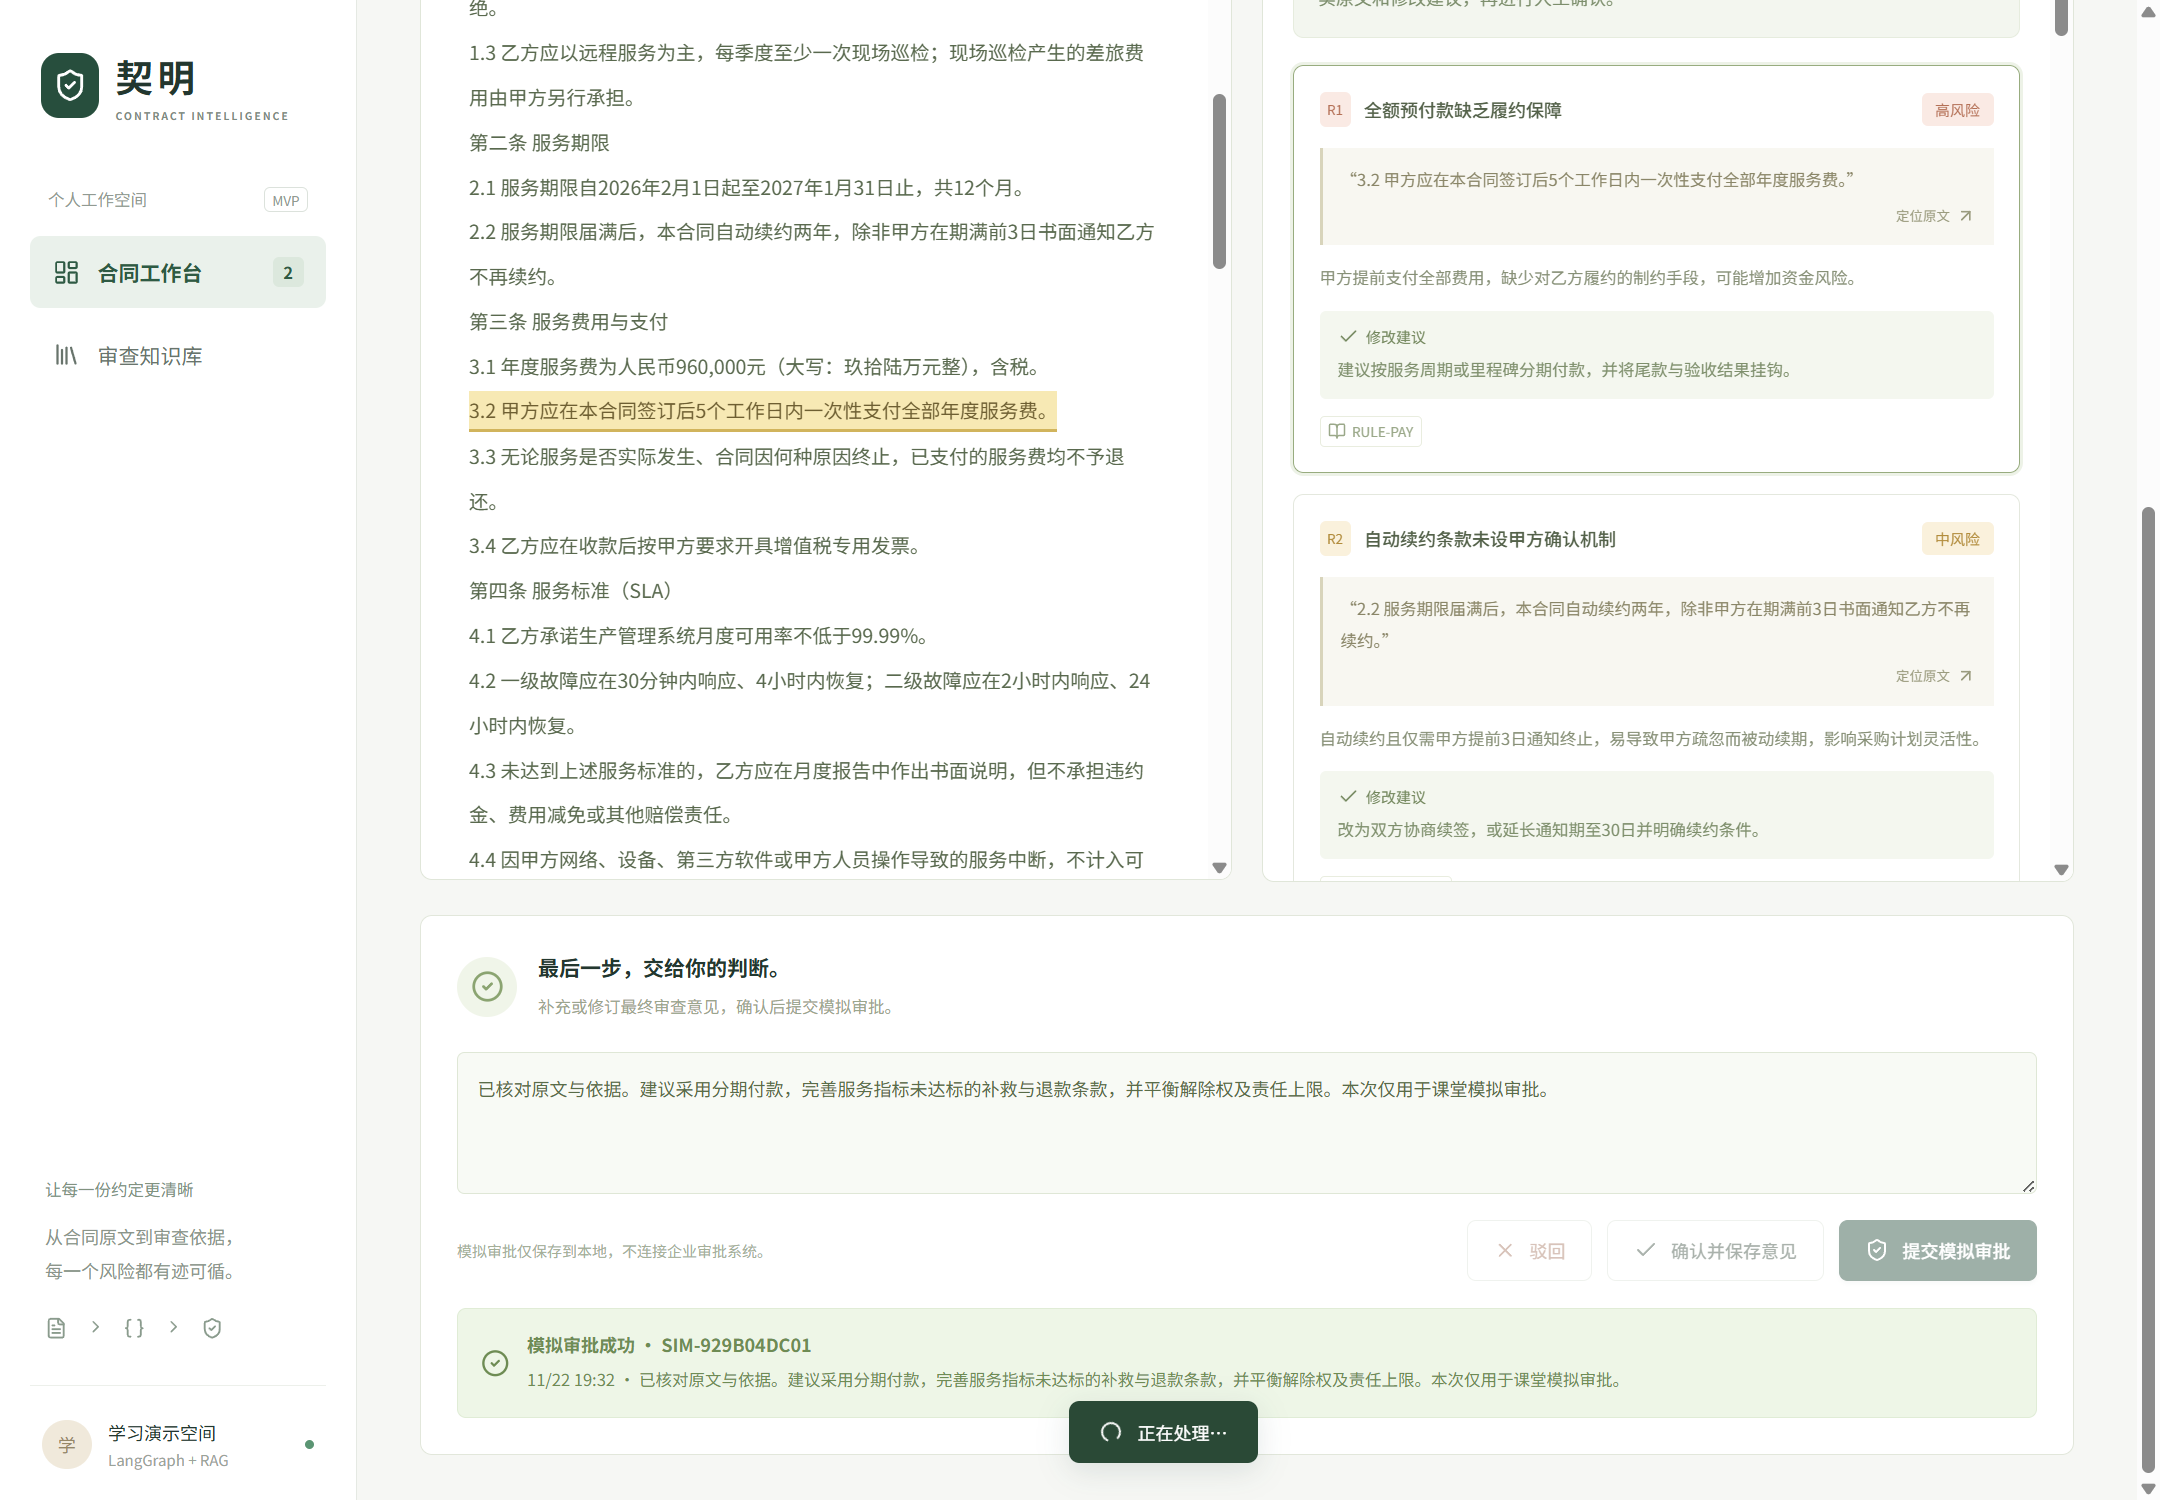 契明
CONTRACT INTELLIGENCE
个人工作空间
MVP
合同工作台
2
审查知识库
让每一份约定更清晰
从合同原文到审查依据，
每一个风险都有迹可循。
学
学习演示空间
LangGraph + RAG
绝。
1.3 乙方应以远程服务为主，每季度至少一次现场巡检；现场巡检产生的差旅费
用由甲方另行承担。
第二条 服务期限
2.1 服务期限自2026年2月1日起至2027年1月31日止，共12个月。
2.2 服务期限届满后，本合同自动续约两年，除非甲方在期满前3日书面通知乙方
不再续约。
第三条 服务费用与支付
3.1 年度服务费为人民币960,000元（大写：玖拾陆万元整），含税。
3.2 甲方应在本合同签订后5个工作日内一次性支付全部年度服务费。
3.3 无论服务是否实际发生、合同因何种原因终止，已支付的服务费均不予退
还。
3.4 乙方应在收款后按甲方要求开具增值税专用发票。
第四条 服务标准（SLA）
4.1 乙方承诺生产管理系统月度可用率不低于99.99%。
4.2 一级故障应在30分钟内响应、4小时内恢复；二级故障应在2小时内响应、24
小时内恢复。
4.3 未达到上述服务标准的，乙方应在月度报告中作出书面说明，但不承担违约
金、费用减免或其他赔偿责任。
4.4 因甲方网络、设备、第三方软件或甲方人员操作导致的服务中断，不计入可
类原文和修改建议，再进行人工确认。
R1
全额预付款缺乏履约保障
高风险
“3.2 甲方应在本合同签订后5个工作日内一次性支付全部年度服务费。”
定位原文
甲方提前支付全部费用，缺少对乙方履约的制约手段，可能增加资金风险。
修改建议
建议按服务周期或里程碑分期付款，并将尾款与验收结果挂钩。
RULE-PAY
R2
自动续约条款未设甲方确认机制
中风险
“2.2 服务期限届满后，本合同自动续约两年，除非甲方在期满前3日书面通知乙方不再
续约。”
定位原文
自动续约且仅需甲方提前3日通知终止，易导致甲方疏忽而被动续期，影响采购计划灵活性。
修改建议
改为双方协商续签，或延长通知期至30日并明确续约条件。
最后一步，交给你的判断。
补充或修订最终审查意见，确认后提交模拟审批。
已核对原文与依据。建议采用分期付款，完善服务指标未达标的补救与退款条款，并平衡解除权及责任上限。本次仅用于课堂模拟审批。
模拟审批仅保存到本地，不连接企业审批系统。
驳回
确认并保存意见
提交模拟审批
模拟审批成功 · SIM-929B04DC01
11/22 19:32 · 已核对原文与依据。建议采用分期付款，完善服务指标未达标的补救与退款条款，并平衡解除权及责任上限。本次仅用于课堂模拟审批。
正在处理…